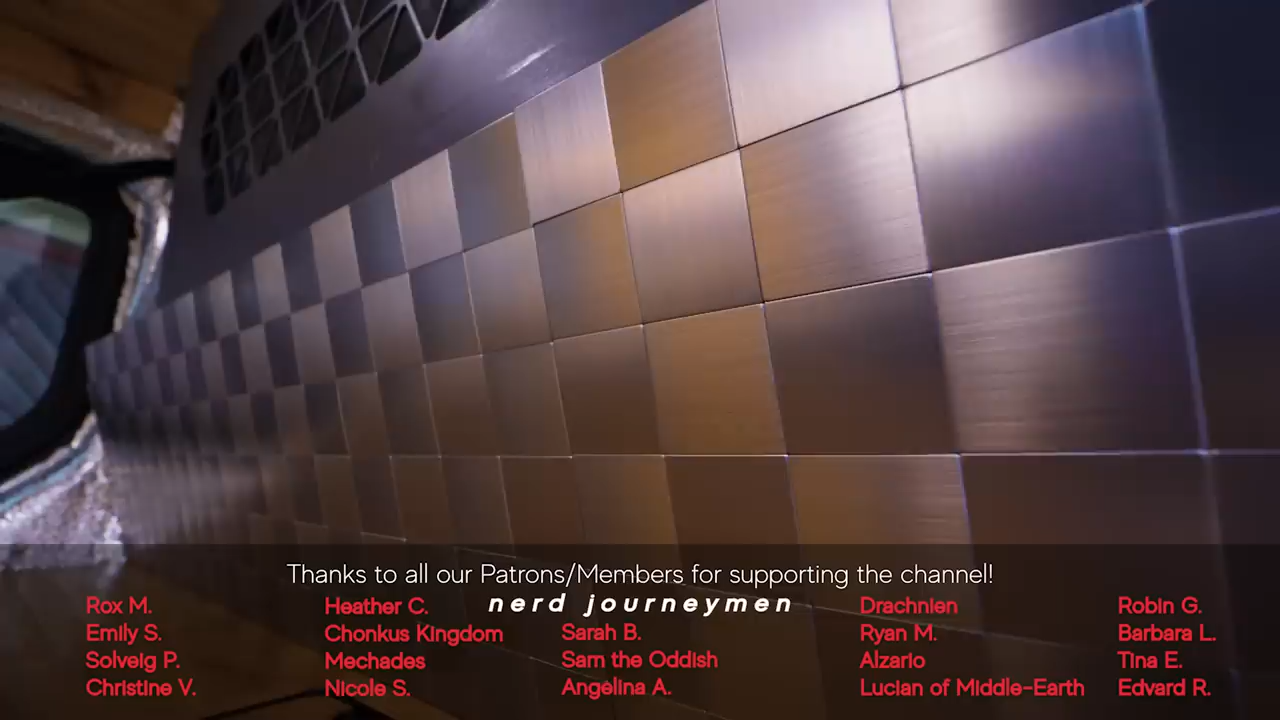 Thanks to all our Patrons/Members for supporting the channel!
nerd journeymen
Rox M.
Emily S.
Solveig P.
Christine V.
Heather C.
Chonkus Kingdom
Mechades
Nicole S.
Sarah B.
Sam the Oddish
Angelina A.
Drachnien
Ryan M.
Alzario
Lucian of Middle-Earth
Robin G.
Barbara L.
Tina E.
Edvard R.